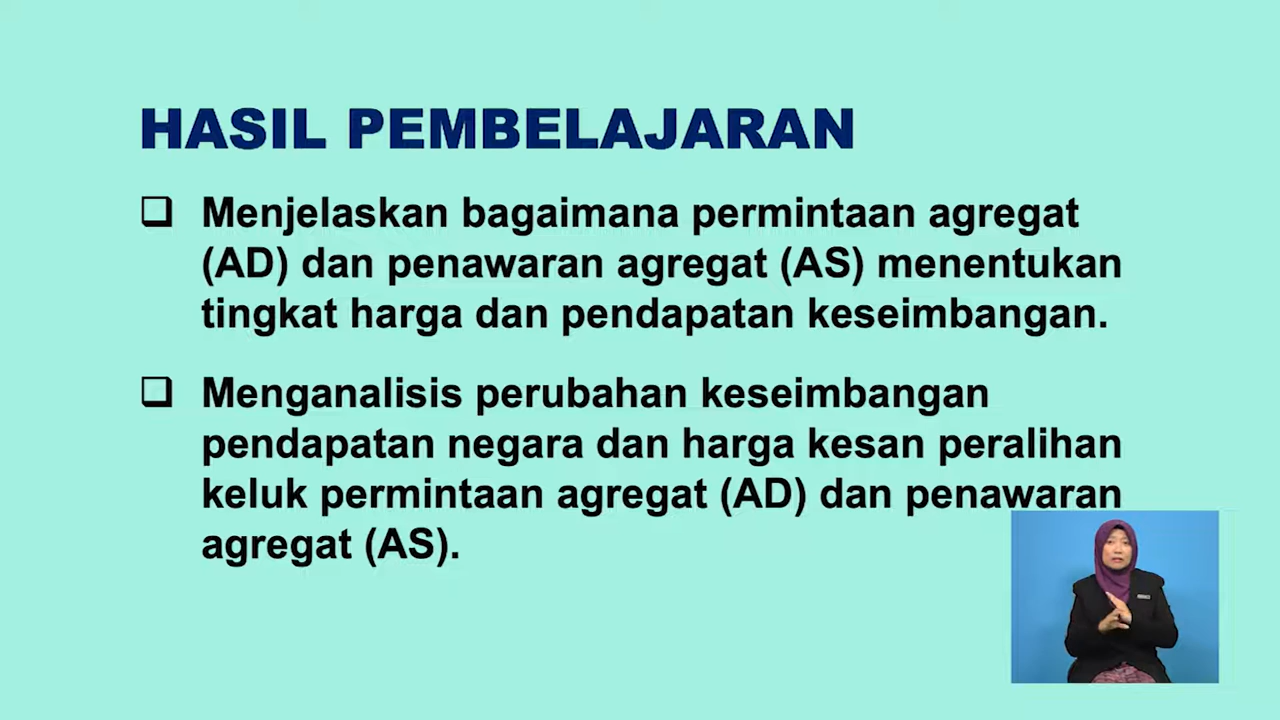 HASIL PEMBELAJARAN
❑ Menjelaskan bagaimana permintaan agregat
(AD) dan penawaran agregat (AS) menentukan
tingkat harga dan pendapatan keseimbangan.
❑ Menganalisis perubahan keseimbangan
pendapatan negara dan harga kesan peralihan
keluk permintaan agregat (AD) dan penawaran
agregat (AS).